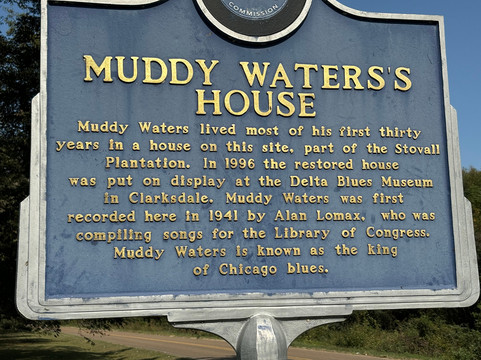 COMMISSION
MUDDY WATERS'S
HOUSE
Muddy Waters lived most of his first thirty
years in a house on this site, part of the Stovall
Plantation. In 1996 the restored house
was put on display at the Delta Blues Museum
in Clarksdale. Muddy Waters was first
recorded here in 1941 by Alan Lomax, who was
compiling songs for the Library of Congress.
Muddy Waters is known as the king
of Chicago blues.